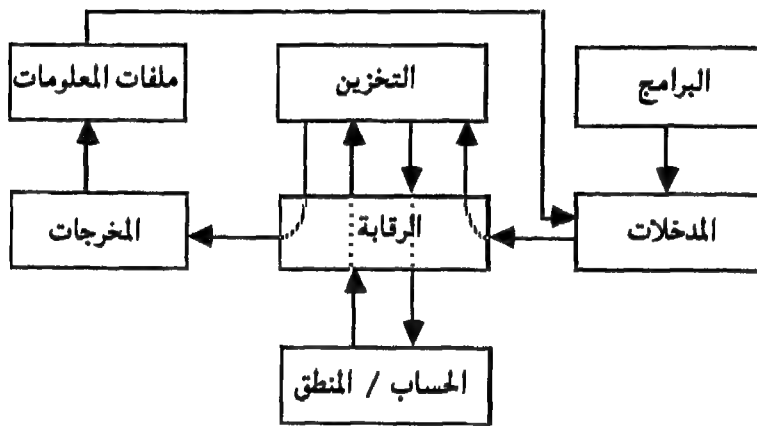 البرامج
التخزين
ملفات المعلومات
المدخلات
الرقابة
المخرجات
الحساب / المنطق